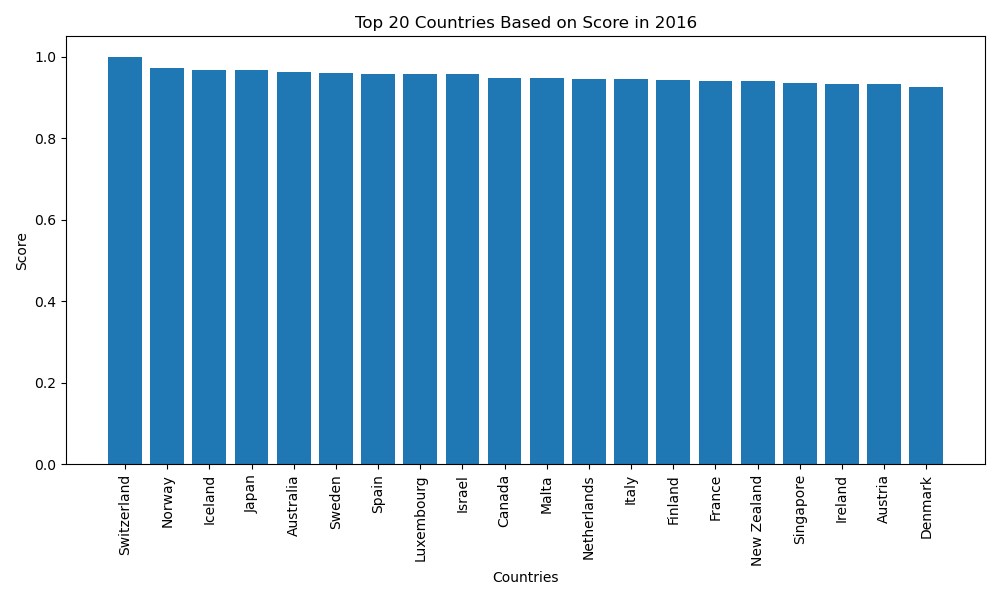 Top 20 Countries Based on Score in 2016
Score
1.0
0.8
0.6
0.4
0.2
0.0
Switzerland
Norway
Iceland
Japan
Australia
Sweden
Spain
Luxembourg
Israel
Canada
Malta
Netherlands
Italy
Finland
France
New Zealand
Singapore
Ireland
Austria
Denmark
Countries